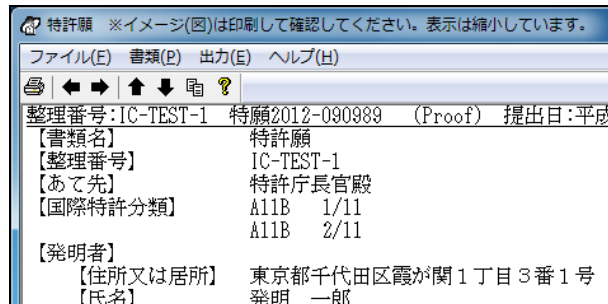 特許願　※イメージ(図)は印刷して確認してください。表示は縮小しています。
ファイル(F)　書類(P)　出力(E)　ヘルプ(H)
整理番号:IC-TEST-1　特願2012-090989　(Proof)　提出日:平成
【書類名】　特許願
【整理番号】　IC-TEST-1
【あて先】　特許庁長官殿
【国際特許分類】　A11B　1/11
A11B　2/11
【発明者】
【住所又は居所】　東京都千代田区霞が関１丁目３番１号
【氏名】　発明　一郎